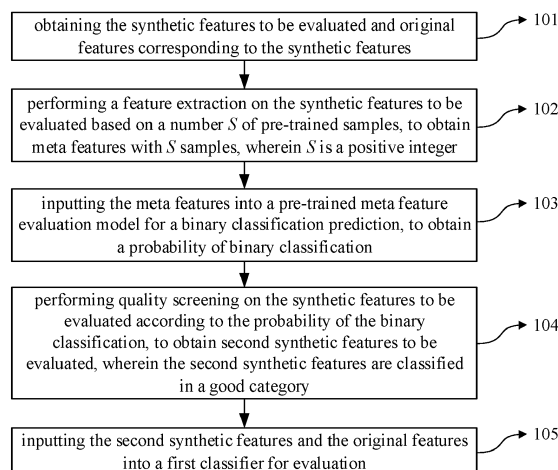 obtaining the synthetic features to be evaluated and original
features corresponding to the synthetic features
101
performing a feature extraction on the synthetic features to be
evaluated based on a number S of pre-trained samples, to obtain
meta features with S samples, wherein S is a positive integer
102
inputting the meta features into a pre-trained meta feature
evaluation model for a binary classification prediction, to obtain
a probability of binary classification
103
performing quality screening on the synthetic features to be
evaluated according to the probability of the binary
classification, to obtain second synthetic features to be
evaluated, wherein the second synthetic features are classified
in a good category
104
inputting the second synthetic features and the original features
into a first classifier for evaluation
105